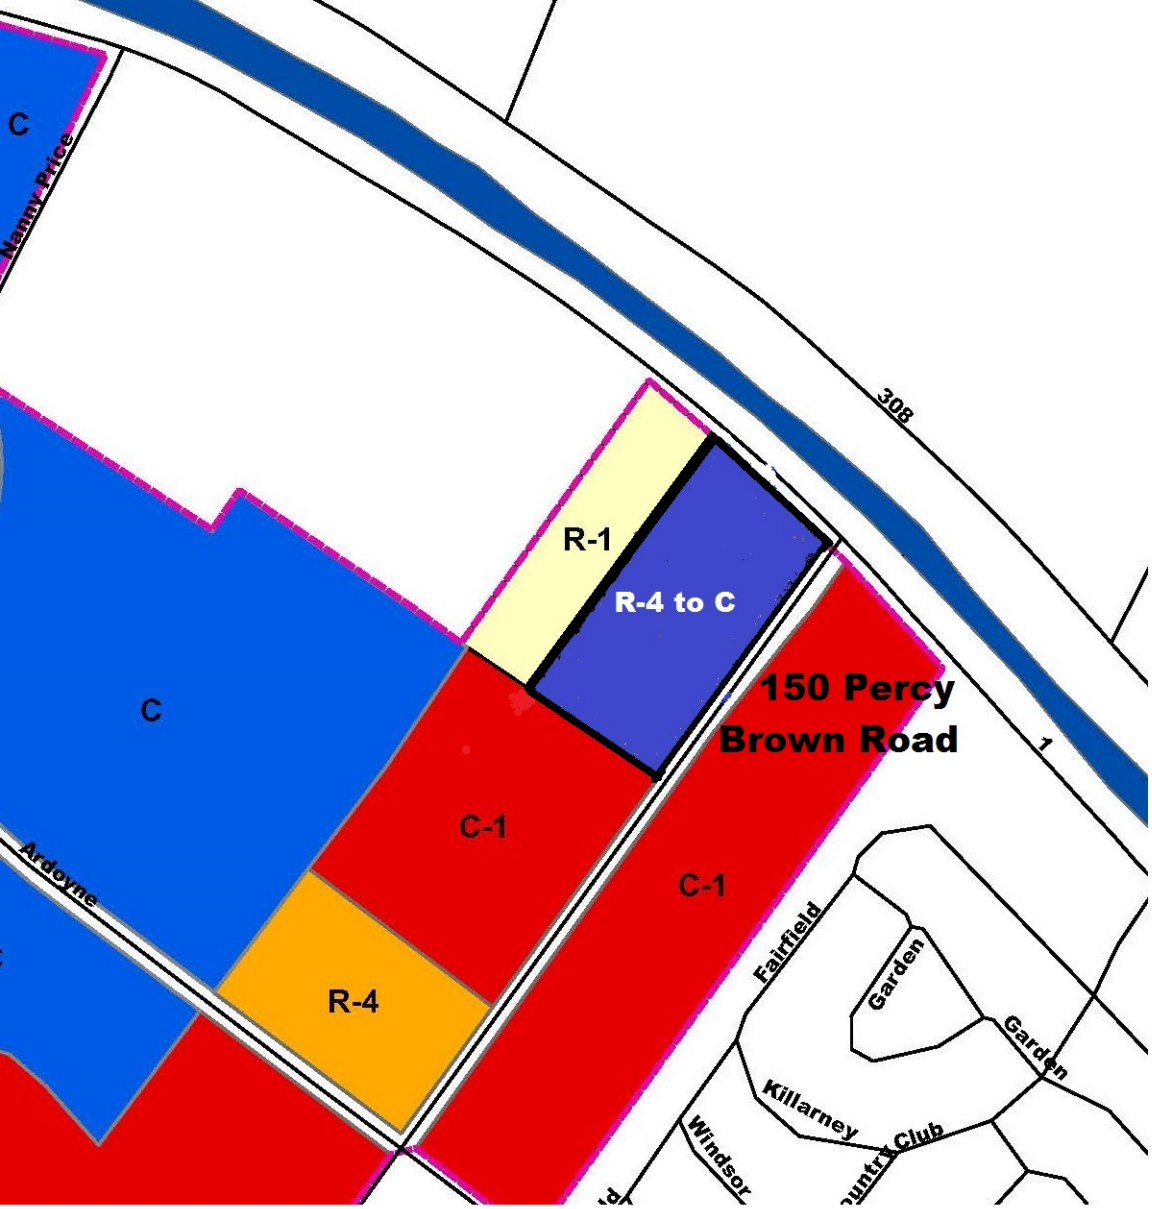 C
Nanny Price
308
R-1
R-4 to C
150 Percy
Brown Road
C
1
C-1
Ardoyne
C-1
Fairfield
Garden
R-4
Garden
Killarney
Windsor
Club